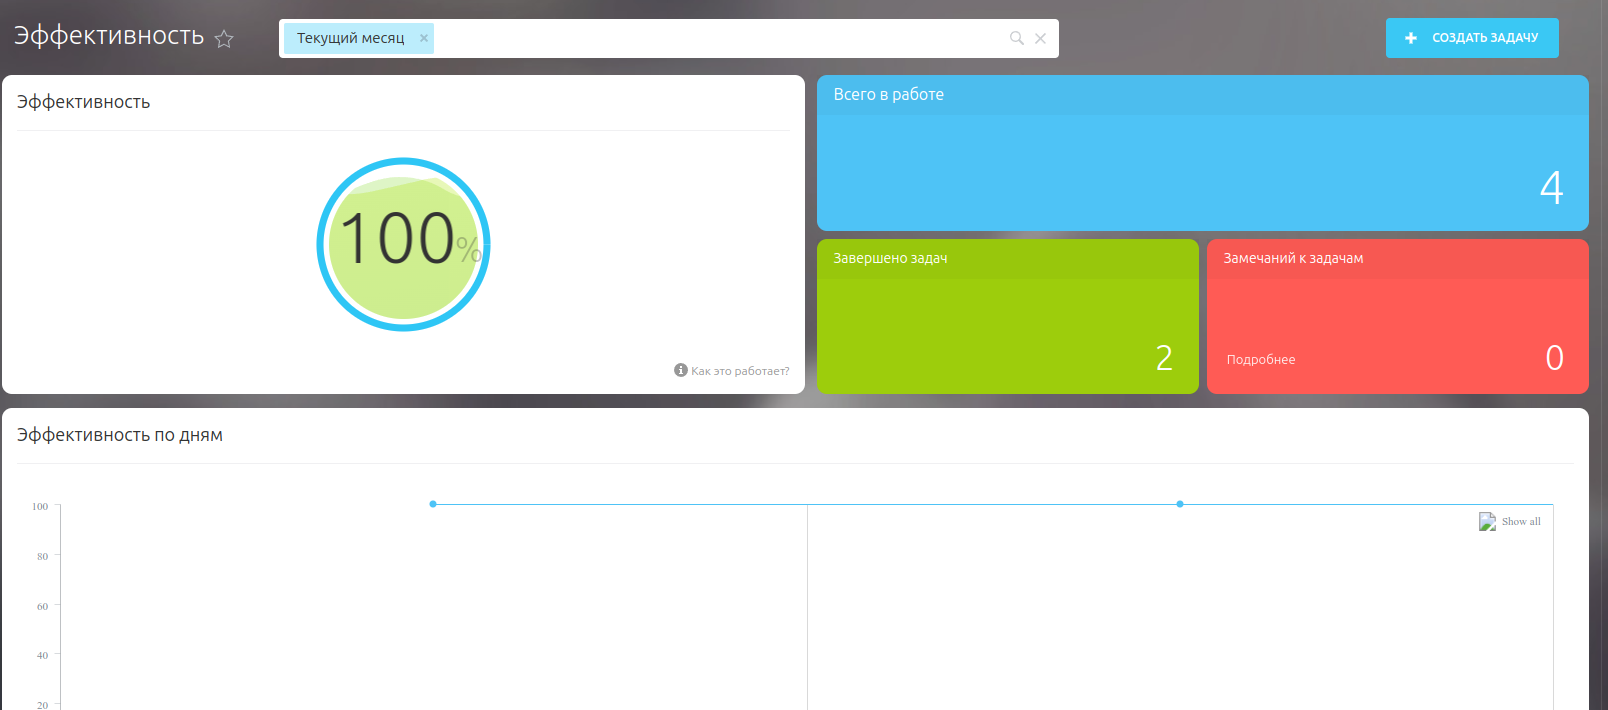 Эффективность
Текущий месяц
СОЗДАТЬ ЗАДАЧУ
Эффективность
100%
Как это работает?
Всего в работе
4
Завершено задач
2
Замечаний к задачам
Подробнее
0
Эффективность по дням
100
80
60
40
20
Show all